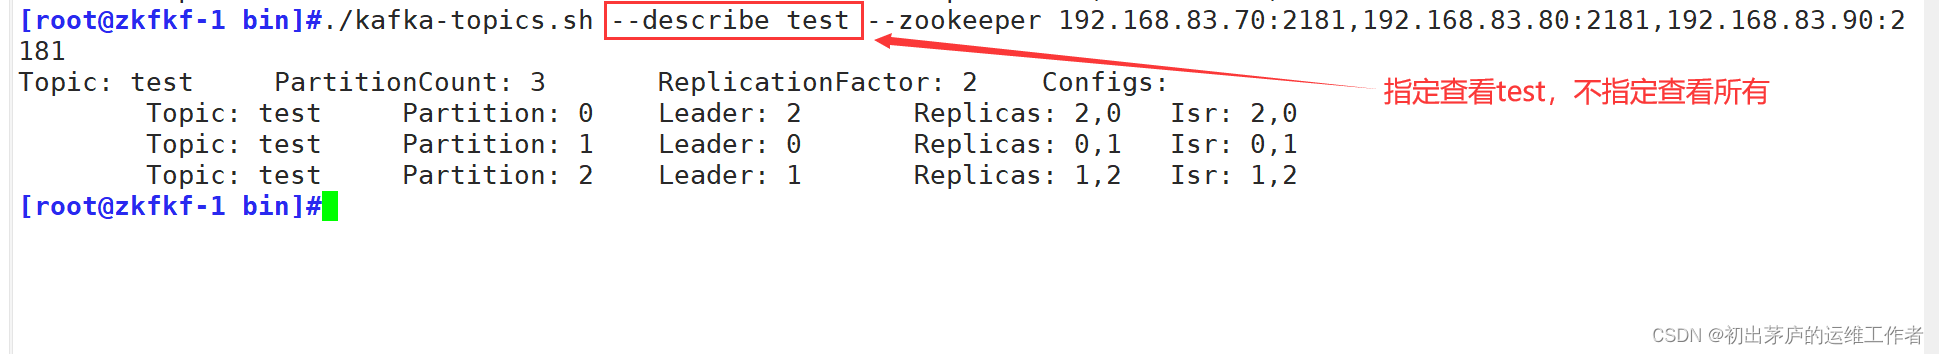 [root@zkfkf-1 bin]#./kafka-topics.sh --describe test --zookeeper 192.168.83.70:2181,192.168.83.80:2181,192.168.83.90:2
181
Topic: test     PartitionCount: 3       ReplicationFactor: 2    Configs:
        Topic: test     Partition: 0    Leader: 2       Replicas: 2,0   Isr: 2,0
        Topic: test     Partition: 1    Leader: 0       Replicas: 0,1   Isr: 0,1
        Topic: test     Partition: 2    Leader: 1       Replicas: 1,2   Isr: 1,2
[root@zkfkf-1 bin]#
指定查看test，不指定查看所有
CSDN @初出茅庐的运维工作者